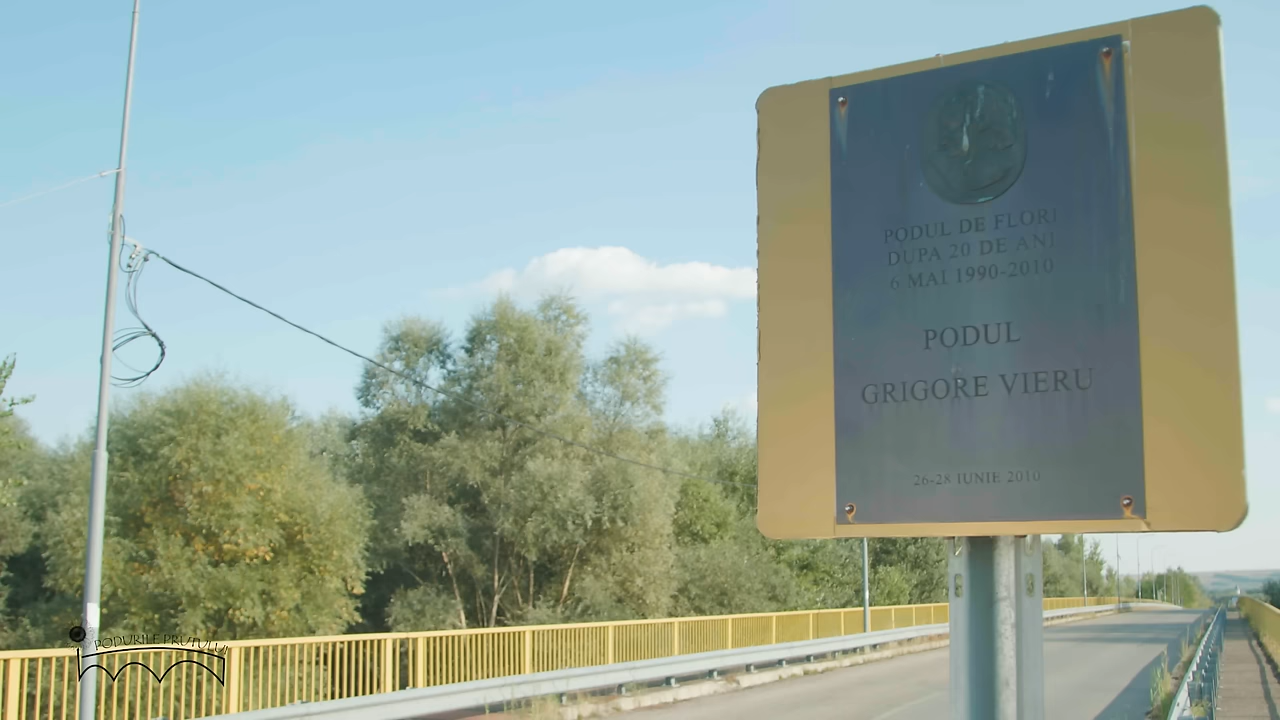 PODUL DE FLORI
DUPA 20 DE ANI
6 MAI 1990-2010
PODUL
GRIGORE VIERU
26-28 IUNIE 2010
PODURILE PRUTULUI